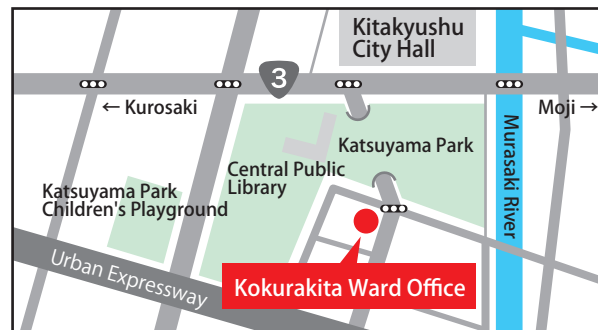 Kitakyushu
City Hall
3
← Kurosaki
Moji →
Katsuyama Park
Central Public
Library
Murasaki River
Katsuyama Park
Children's Playground
Urban Expressway
Kokurakita Ward Office